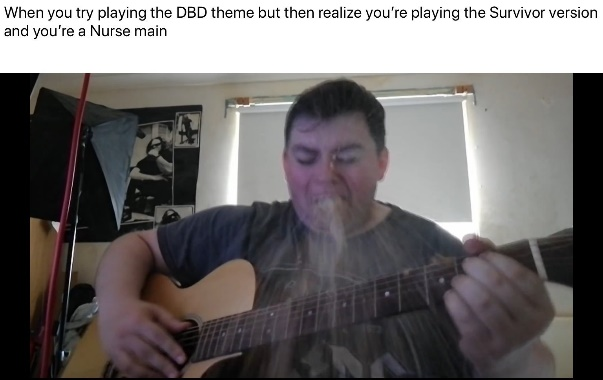 When you try playing the DBD theme but then realize you’re playing the Survivor version
and you’re a Nurse main